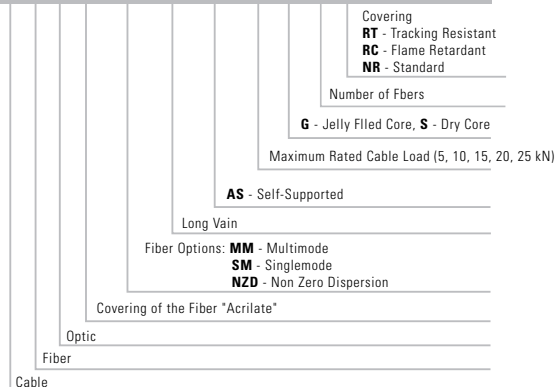 Covering
RT - Tracking Resistant
RC - Flame Retardant
NR - Standard
Number of Fbers
G - Jelly Flled Core, S - Dry Core
Maximum Rated Cable Load (5, 10, 15, 20, 25 kN)
AS - Self-Supported
Long Vain
Fiber Options: MM - Multimode
SM - Singlemode
NZD - Non Zero Dispersion
Covering of the Fiber "Acrilate"
Optic
Fiber
Cable